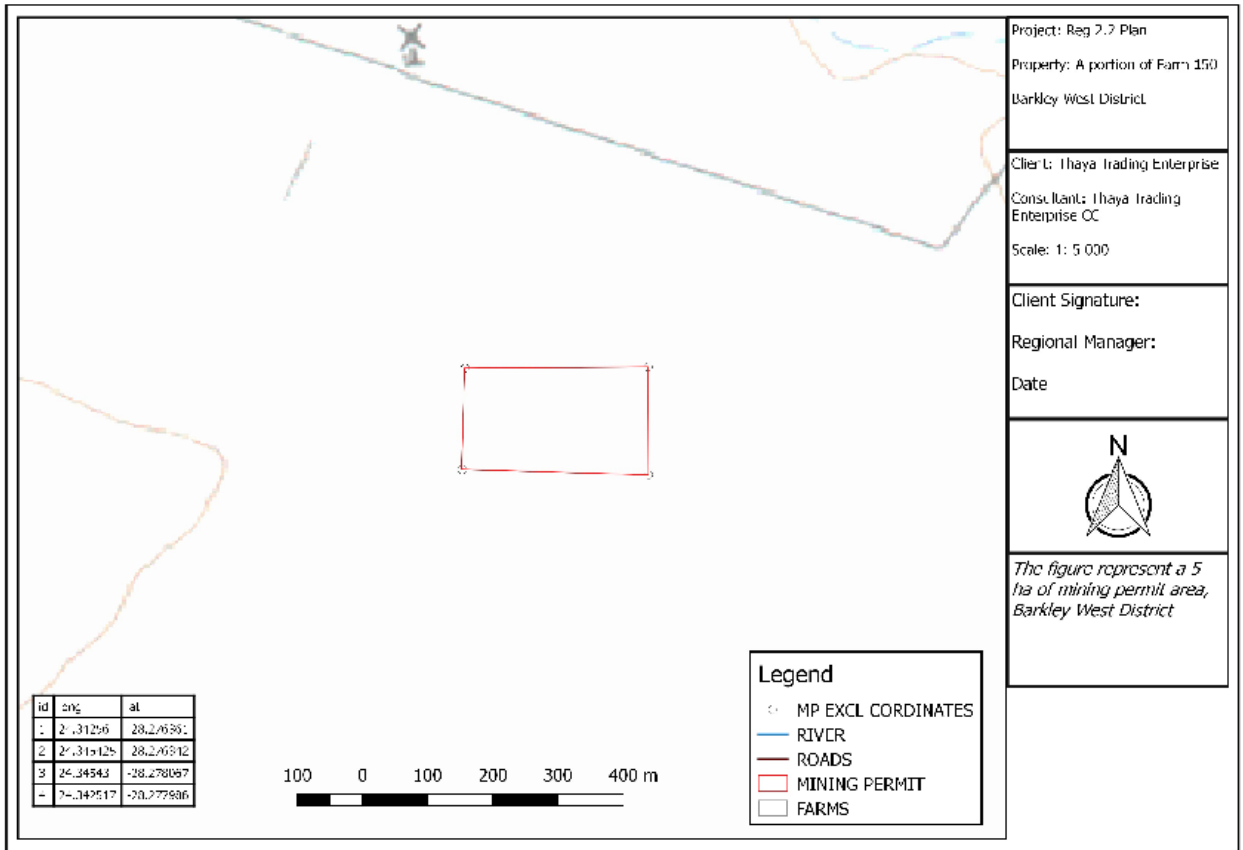 Project: Reg 2.2 Plan
Property: A portion of Farm 150
Barkley West District
Client: Thaya Trading Enterprise
Consultant: Thaya Trading
Enterprise CC
Scale: 1: 5 000
Client Signature:
Regional Manager:
Date
N
The figure represent a 5
ha of mining permit area,
Barkley West District
Legend
MP EXCL CORDINATES
RIVER
ROADS
MINING PERMIT
FARMS
id
1
2
3 24.34543 -28.278067
100 0 100 200 300 400 m